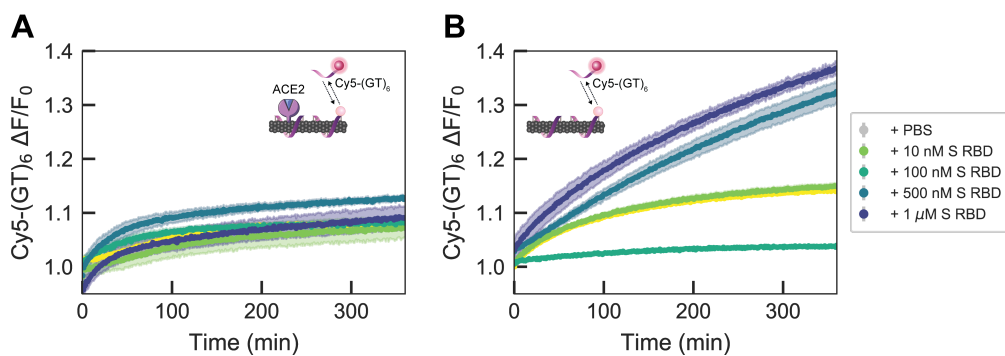 A
Cy5-(GT)6 ΔF/F0
1.4
1.3
1.2
1.1
1.0
0
100
200
300
Time (min)
ACE2
Cy5-(GT)6
B
Cy5-(GT)6 ΔF/F0
1.4
1.3
1.2
1.1
1.0
0
100
200
300
Time (min)
Cy5-(GT)6
+ PBS
+ 10 nM S RBD
+ 100 nM S RBD
+ 500 nM S RBD
+ 1 μM S RBD